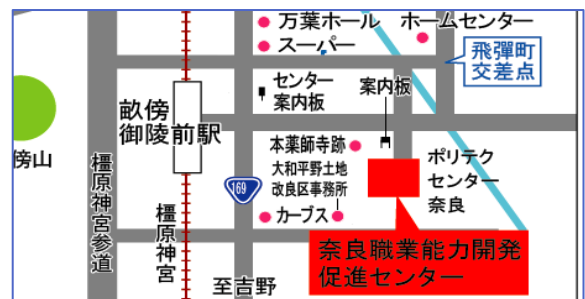 万葉ホール
ホームセンター
スーパー
飛彈町
交差点
センター
案内板
案内板
畝傍
御陵前駅
傍山
本薬師寺跡
大和平野土地
改良区事務所
ポリテク
センター
奈良
169
カーブス
橿原神宮参道
橿原神宮
奈良職業能力開発
促進センター
至吉野